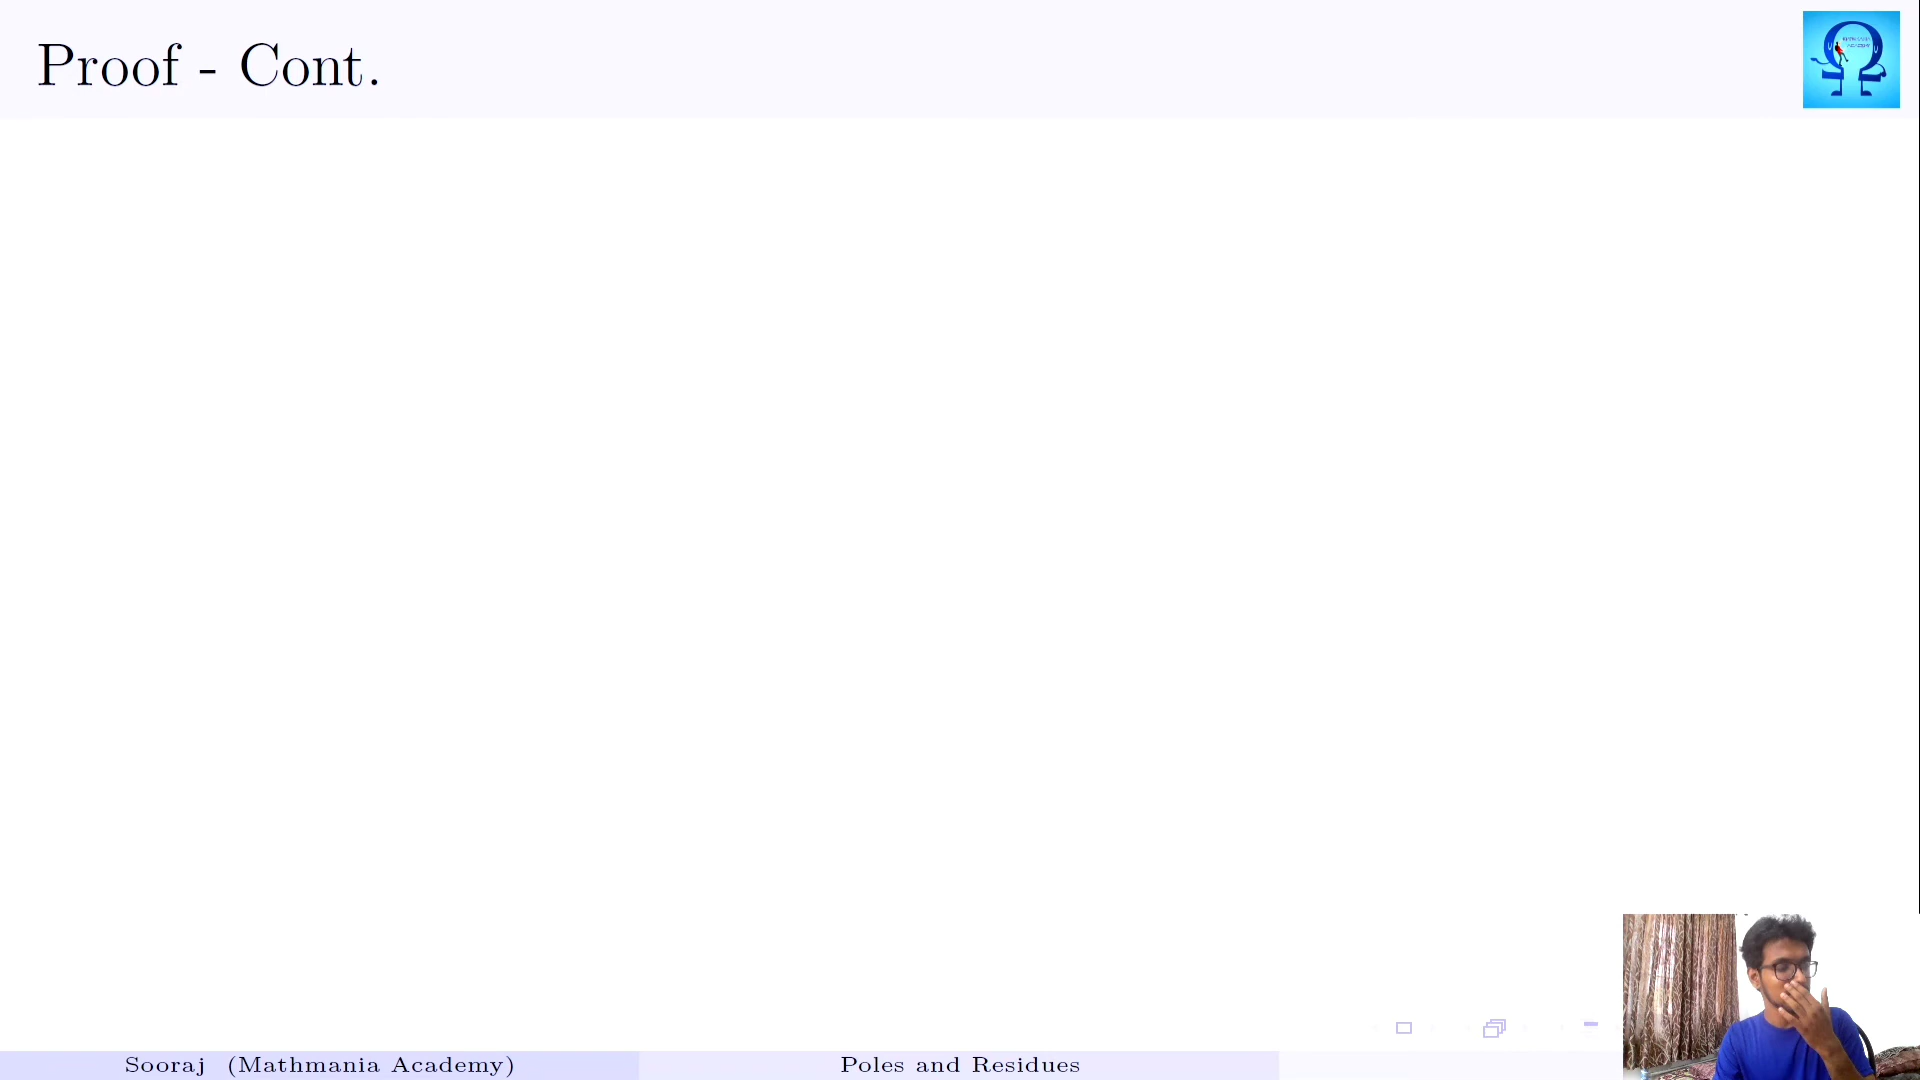 Proof - Cont.
Sooraj (Mathmania Academy)
Poles and Residues